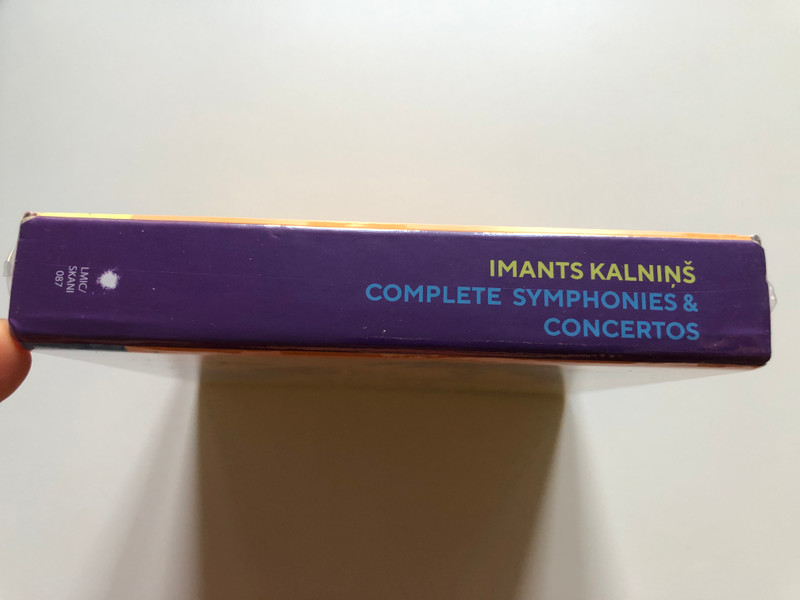 IMANTS KALNIŅŠ
COMPLETE SYMPHONIES &
CONCERTOS
LMIC/
SKANI
087